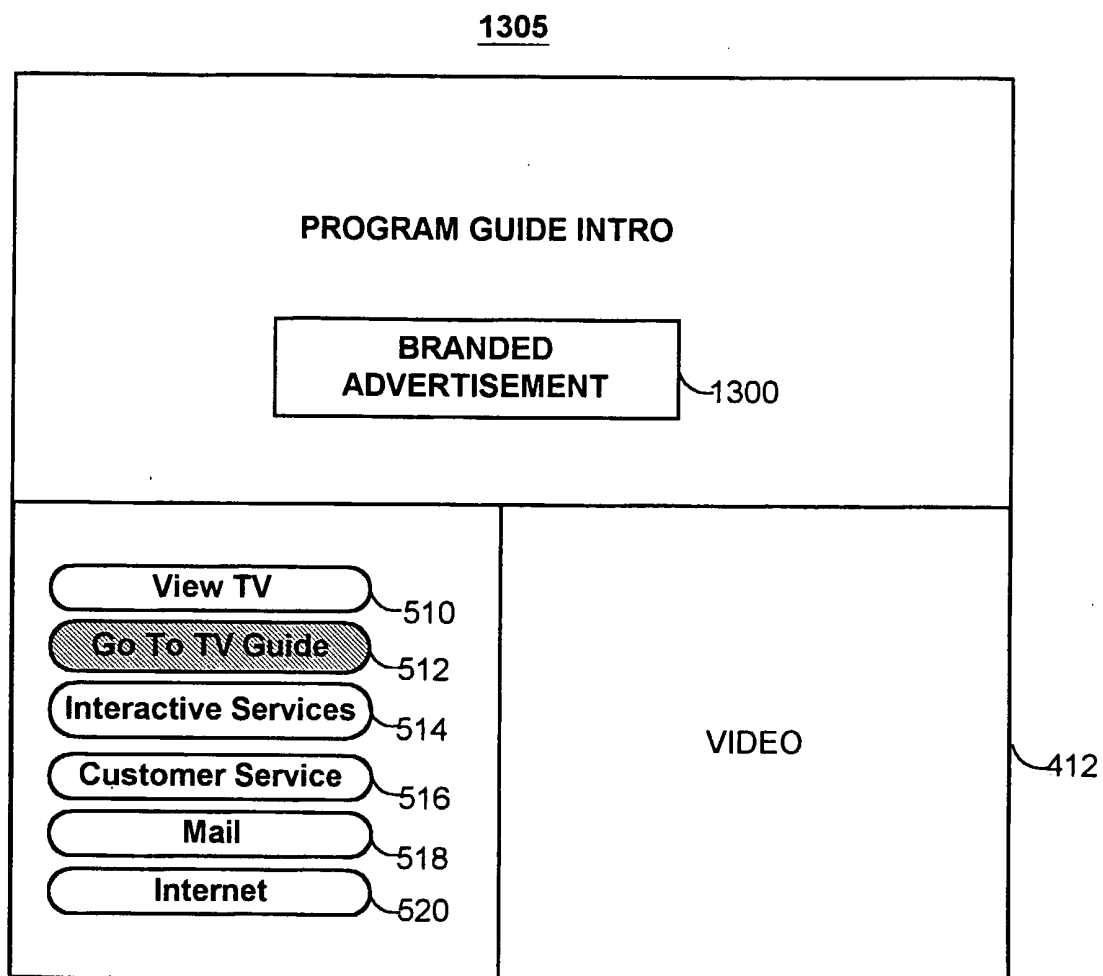 1305
PROGRAM GUIDE INTRO
BRANDED
ADVERTISEMENT
1300
View TV
510
Go To TV Guide
512
Interactive Services
514
Customer Service
516
Mail
518
Internet
520
VIDEO
412